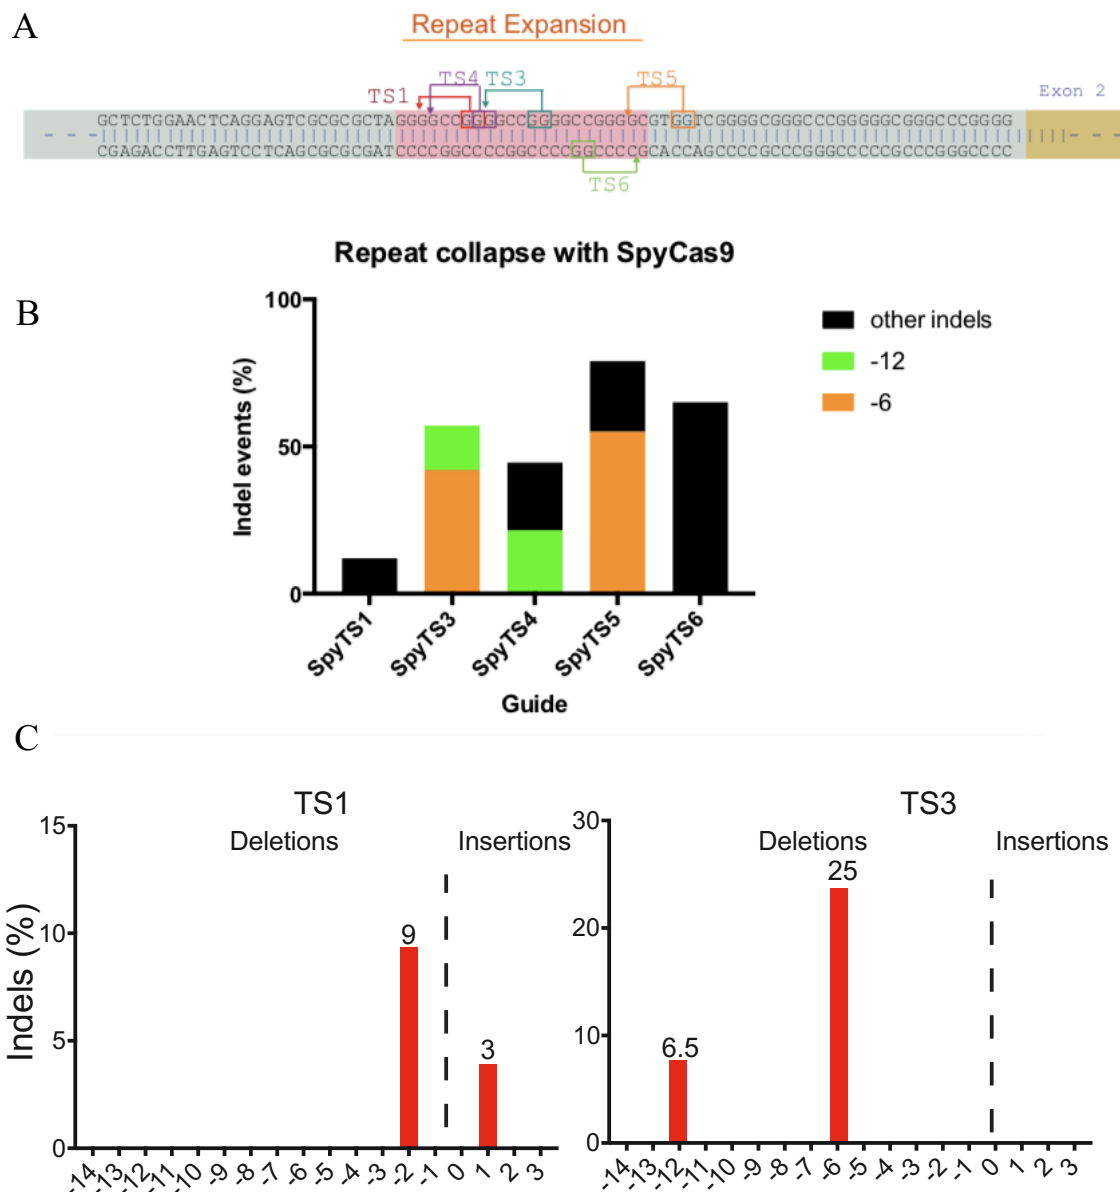 A
Repeat Expansion
TS4 TS3 TS5
TS1
Exon 2
GCTCTGGAACTCAGGAGTCGCGCGCTAGGGGCCGGGGCCGGGGCCGGGGCGTGGTCGGGGCGGGCCCGGGGGCGGGCCCGGGG
CGAGACCTTGAGTCCTCAGCGCGCGATCCCCGGCCCCGGCCCCGGCCCCGCACCAGCCCCGCCCGGGCCCCCGCCCGGGCCCC
TS6
Repeat collapse with SpyCas9
B
100
50
0
Indel events (%)
other indels
-12
-6
SpyTS1 SpyTS3 SpyTS4 SpyTS5 SpyTS6
Guide
C
TS1
Deletions Insertions
15
10
5
0
Indels (%)
9
3
-14 -13 -12 -11 -10 -9 -8 -7 -6 -5 -4 -3 -2 -1 0 1 2 3
TS3
Deletions Insertions
30
20
10
0
25
6.5
-14 -13 -12 -11 -10 -9 -8 -7 -6 -5 -4 -3 -2 -1 0 1 2 3